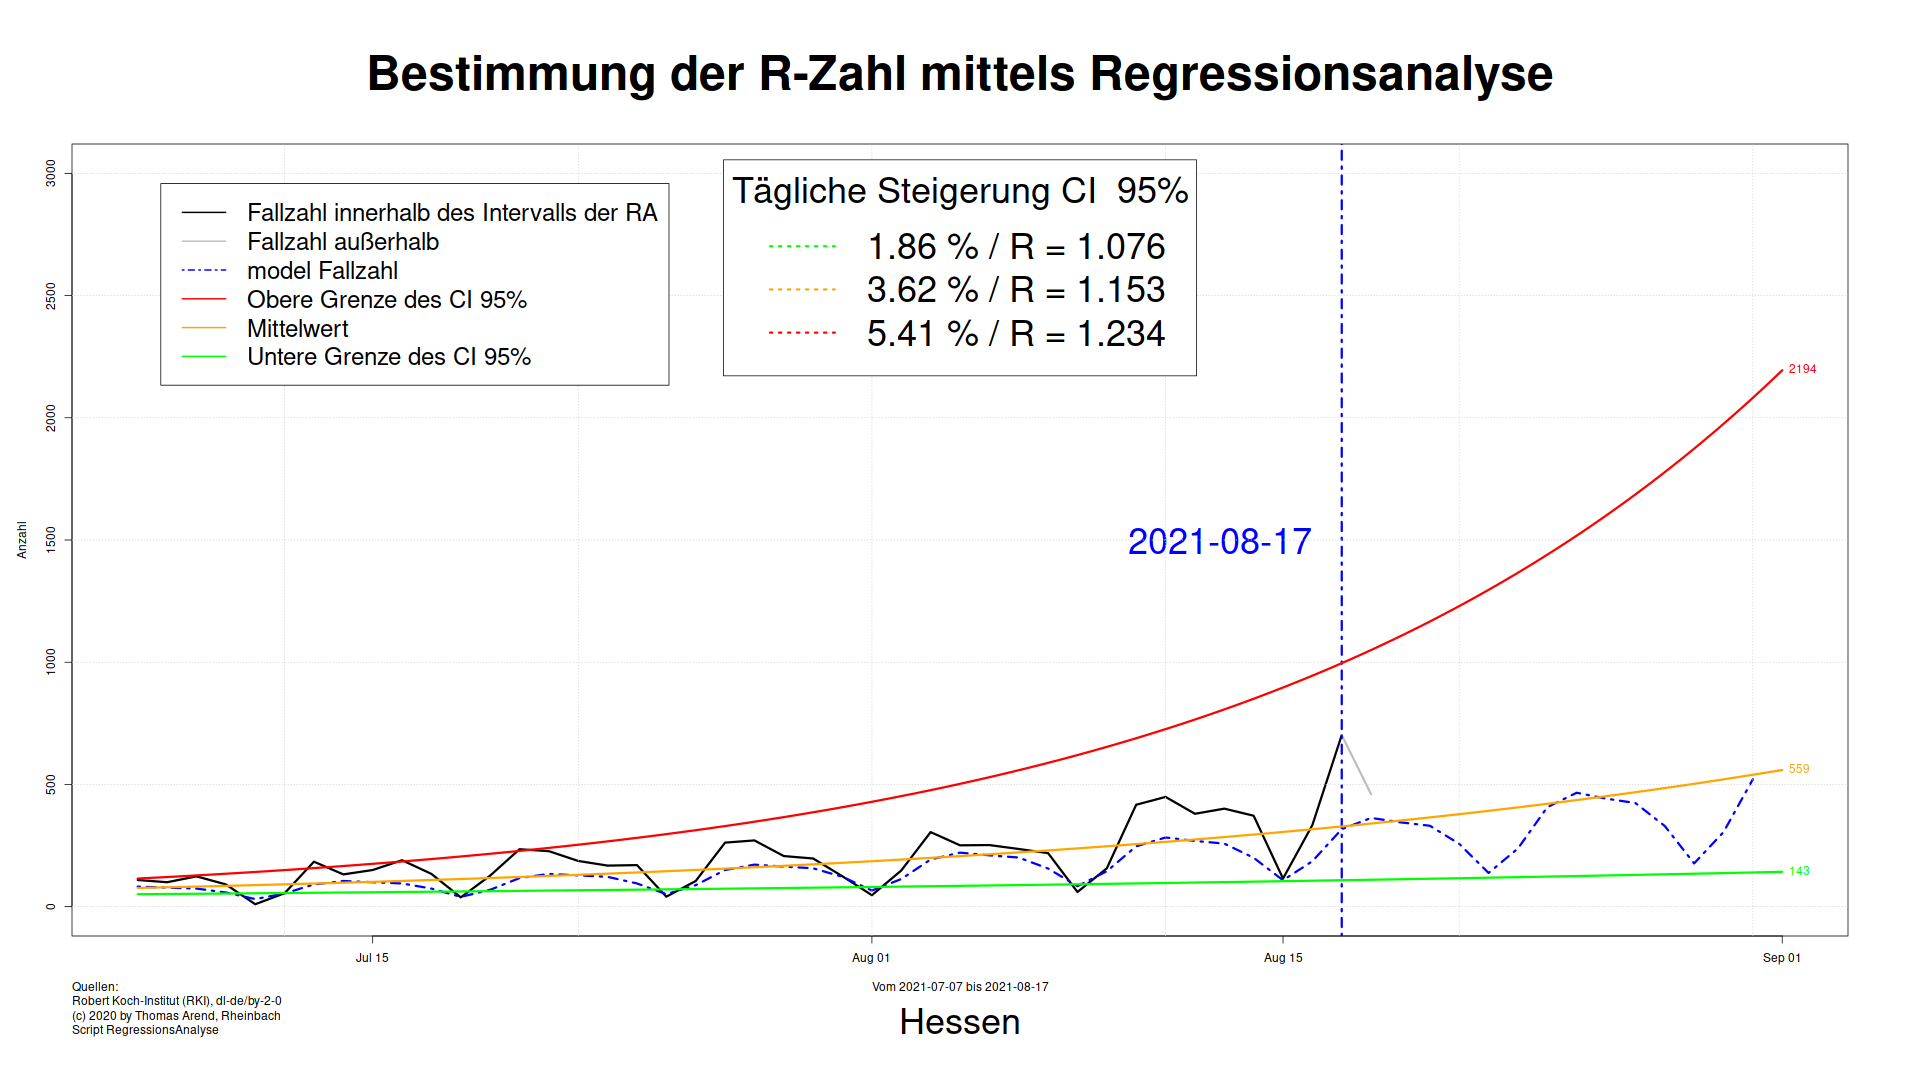 Bestimmung der R-Zahl mittels Regressionsanalyse
Anzahl
3000
2500
2000
1500
1000
500
0
Fallzahl innerhalb des Intervalls der RA
Fallzahl außerhalb
model Fallzahl
Obere Grenze des CI 95%
Mittelwert
Untere Grenze des CI 95%
Tägliche Steigerung CI 95%
1.86 % / R = 1.076
3.62 % / R = 1.153
5.41 % / R = 1.234
2021-08-17
2194
559
143
Jul 15
Aug 01
Aug 15
Sep 01
Quellen:
Robert Koch-Institut (RKI), dl-de/by-2-0
(c) 2020 by Thomas Arend, Rheinbach
Script RegressionsAnalyse
Vom 2021-07-07 bis 2021-08-17
Hessen